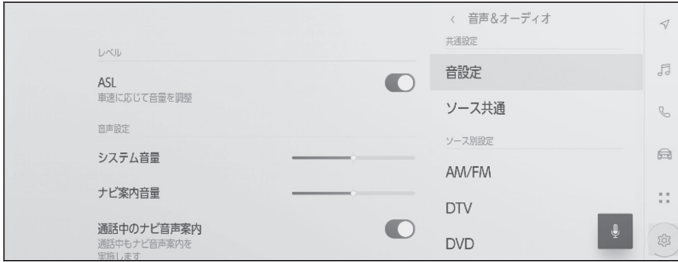 レベル
ASL
車速に応じて音量を調整
音声設定
システム音量
ナビ案内音量
通話中のナビ音声案内
通話中もナビ音声案内を
実施します
< 音声&オーディオ
共通設定
音設定
ソース共通
ソース別設定
AM/FM
DTV
DVD